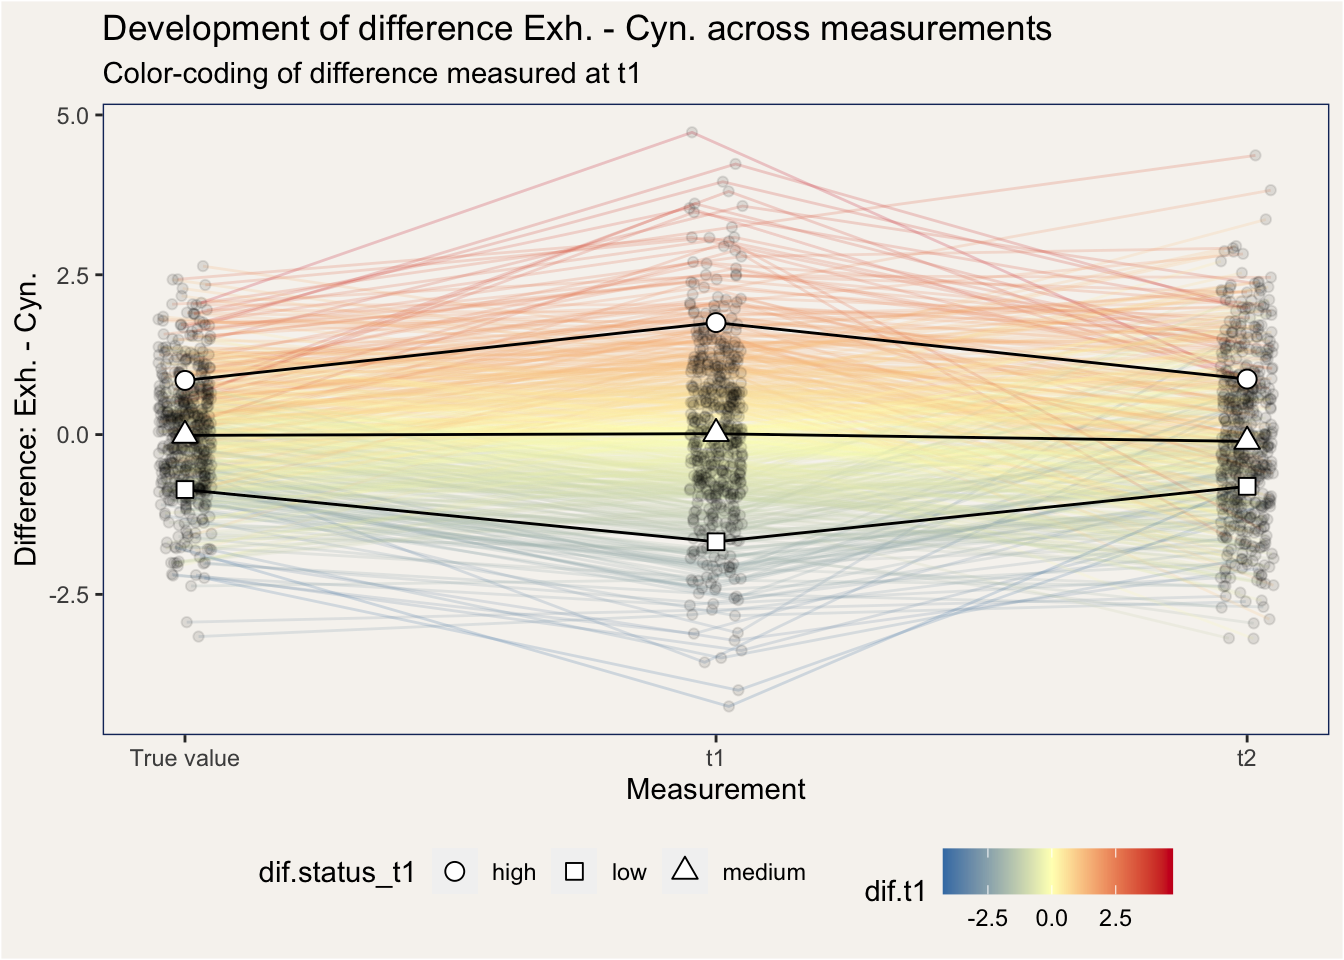 Development of difference Exh. - Cyn. across measurements
Color-coding of difference measured at t1
Difference: Exh. - Cyn.
5.0
2.5
0.0
-2.5
True value
t1
t2
Measurement
dif.status_t1
high
low
medium
dif.t1
-2.5
0.0
2.5